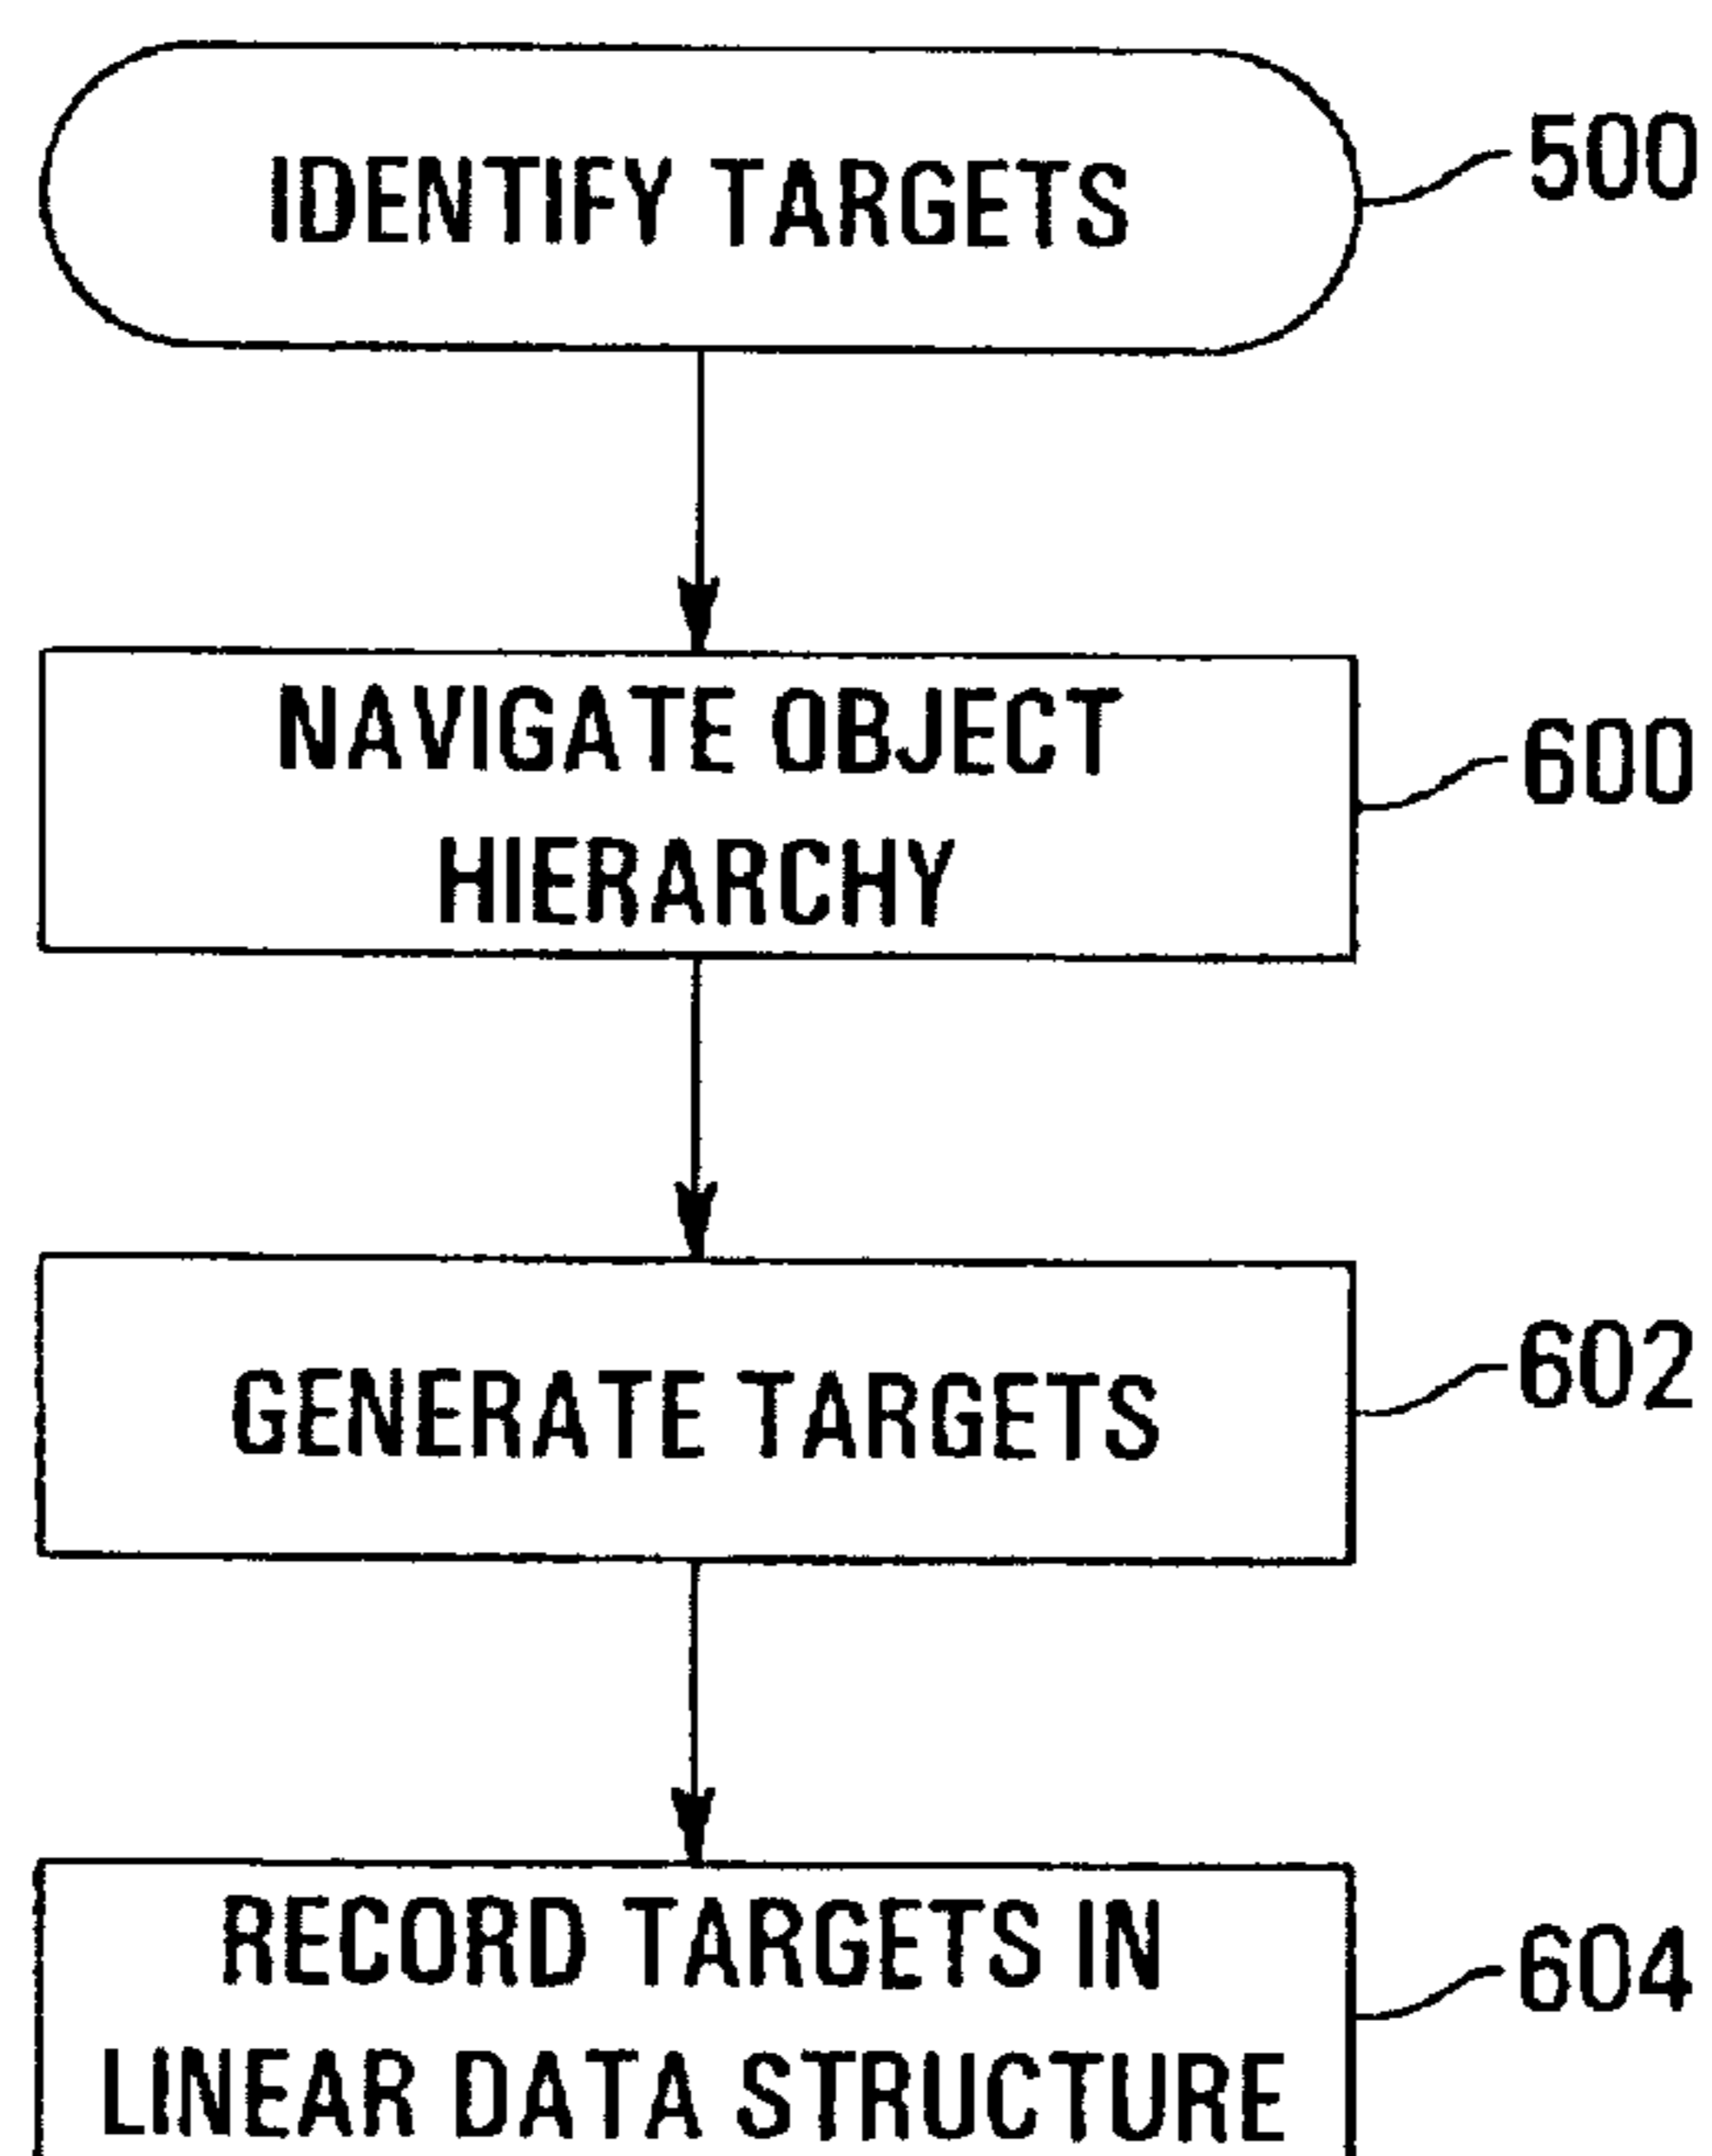 IDENTIFY TARGETS
500
NAVIGATE OBJECT
HIERARCHY
600
GENERATE TARGETS
602
RECORD TARGETS IN
LINEAR DATA STRUCTURE
604